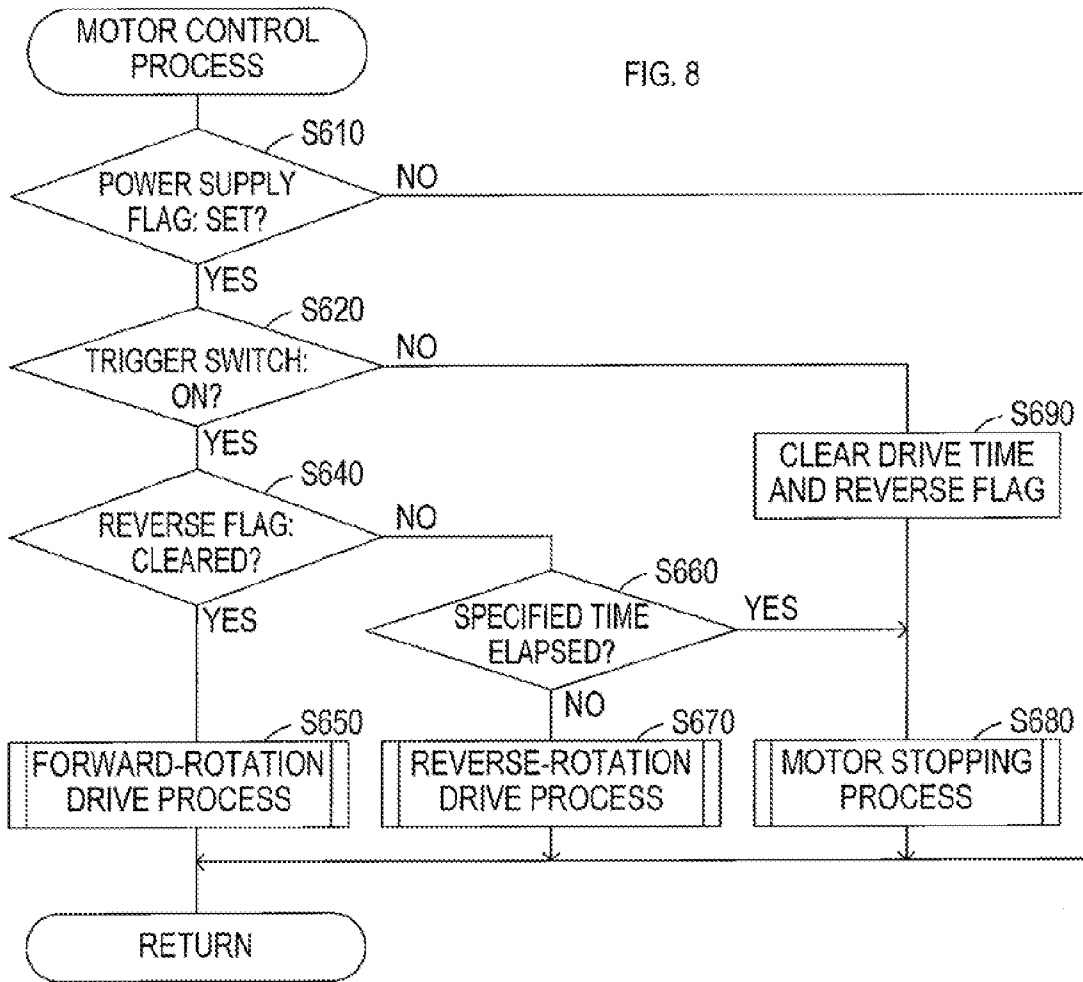 MOTOR CONTROL
PROCESS
FIG. 8
S610
POWER SUPPLY
FLAG: SET?
NO
YES
S620
TRIGGER SWITCH:
ON?
NO
YES
S690
CLEAR DRIVE TIME
AND REVERSE FLAG
S640
REVERSE FLAG:
CLEARED?
NO
YES
S660
SPECIFIED TIME
ELAPSED?
YES
NO
S650
FORWARD-ROTATION
DRIVE PROCESS
S670
REVERSE-ROTATION
DRIVE PROCESS
S680
MOTOR STOPPING
PROCESS
RETURN